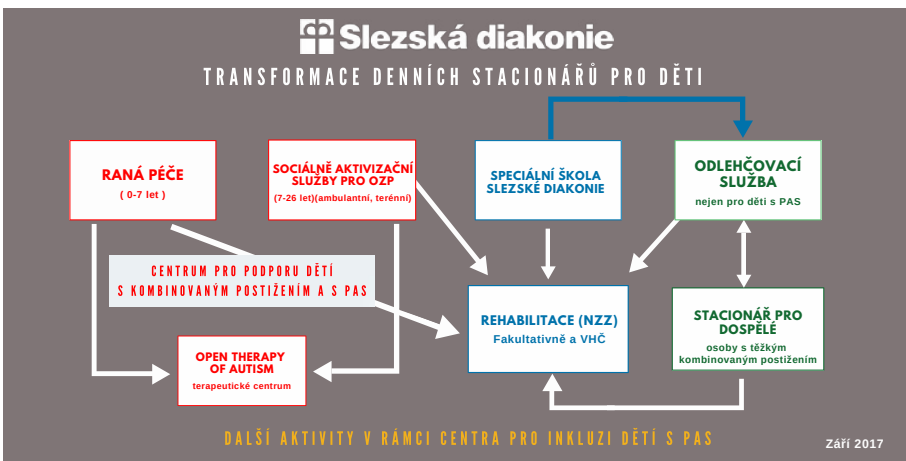 Slezská diakonie
TRANSFORMACE DENNÍCH STACIONÁŘŮ PRO DĚTI
RANÁ PÉČE
( 0-7 let )
SOCIÁLNĚ AKTIVIZAČNÍ
SLUŽBY PRO OZP
(7-26 let)(ambulantní, terénní)
SPECIÁLNÍ ŠKOLA
SLEZSKÉ DIAKONIE
ODLEHČOVACÍ
SLUŽBA
nejen pro děti s PAS
CENTRUM PRO PODPORU DĚTÍ
S KOMBINOVANÝM POSTIŽENÍM A S PAS
REHABILITACE (NZZ)
Fakultativně a VHČ
STACIONÁŘ PRO
DOSPĚLÉ
osoby s těžkým
kombinovaným postižením
OPEN THERAPY
OF AUTISM
terapeutické centrum
DALŠÍ AKTIVITY V RÁMCI CENTRA PRO INKLUZI DĚTÍ S PAS
Září 2017